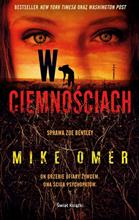 BESTSELLER NEW YORK TIMESA ORAZ WASHINGTON POST
W
CIEMNOŚCIACH
SPRAWA ZOE BENTLEY
MIKE OMER
ON GRZEBIE OFIARY ŻYWCEM.
ONA ŚCIGA PSYCHOPATÓW.
Świat Książki